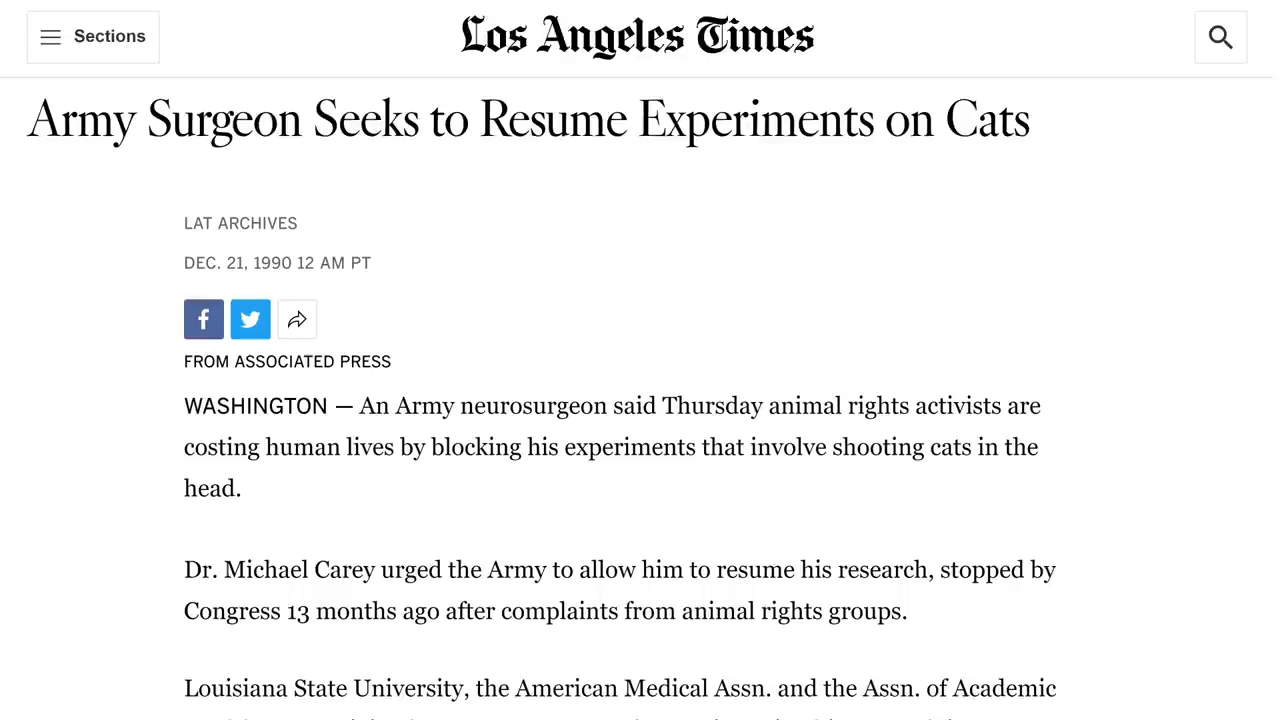 Sections
Los Angeles Times
Army Surgeon Seeks to Resume Experiments on Cats
LAT ARCHIVES
DEC. 21, 1990 12 AM PT
FROM ASSOCIATED PRESS
WASHINGTON — An Army neurosurgeon said Thursday animal rights activists are
costing human lives by blocking his experiments that involve shooting cats in the
head.
Dr. Michael Carey urged the Army to allow him to resume his research, stopped by
Congress 13 months ago after complaints from animal rights groups.
Louisiana State University, the American Medical Assn. and the Assn. of Academic